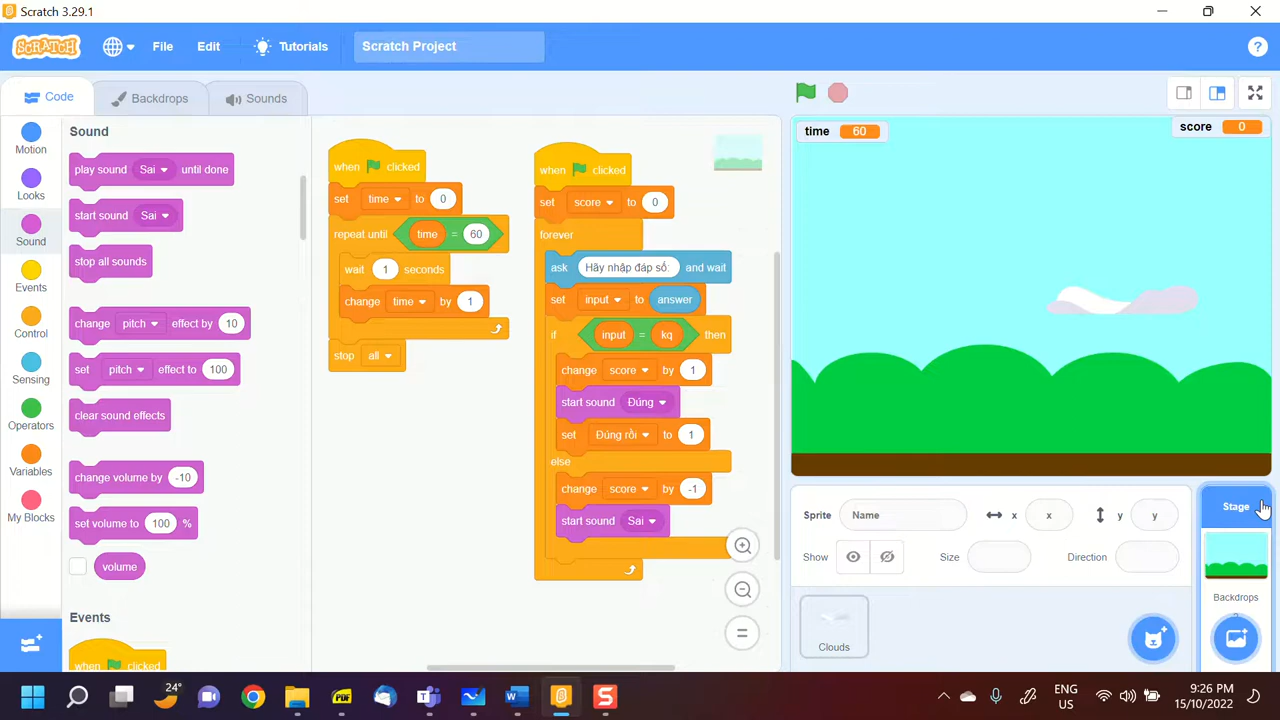 Scratch 3.29.1
SCRATCH
File
Edit
Tutorials
Scratch Project
?
Code
Backdrops
Sounds
Motion
Looks
Sound
Events
Control
Sensing
Operators
Variables
My Blocks
Sound
play sound Sai until done
start sound Sai
stop all sounds
change pitch effect by 10
set pitch effect to 100
clear sound effects
change volume by -10
set volume to 100 %
volume
Events
when clicked
when clicked
set time to 0
repeat until time = 60
wait 1 seconds
change time by 1
stop all
when clicked
set score to 0
forever
ask Hãy nhập đáp số: and wait
set input to answer
if input = kq then
change score by 1
start sound Đúng
set Đúng rồi to 1
else
change score by -1
start sound Sai
time 60
score 0
Sprite Name x x y y
Show Size Direction
Clouds
Stage
Backdrops
24°
PDF
ENG
US
9:26 PM
15/10/2022